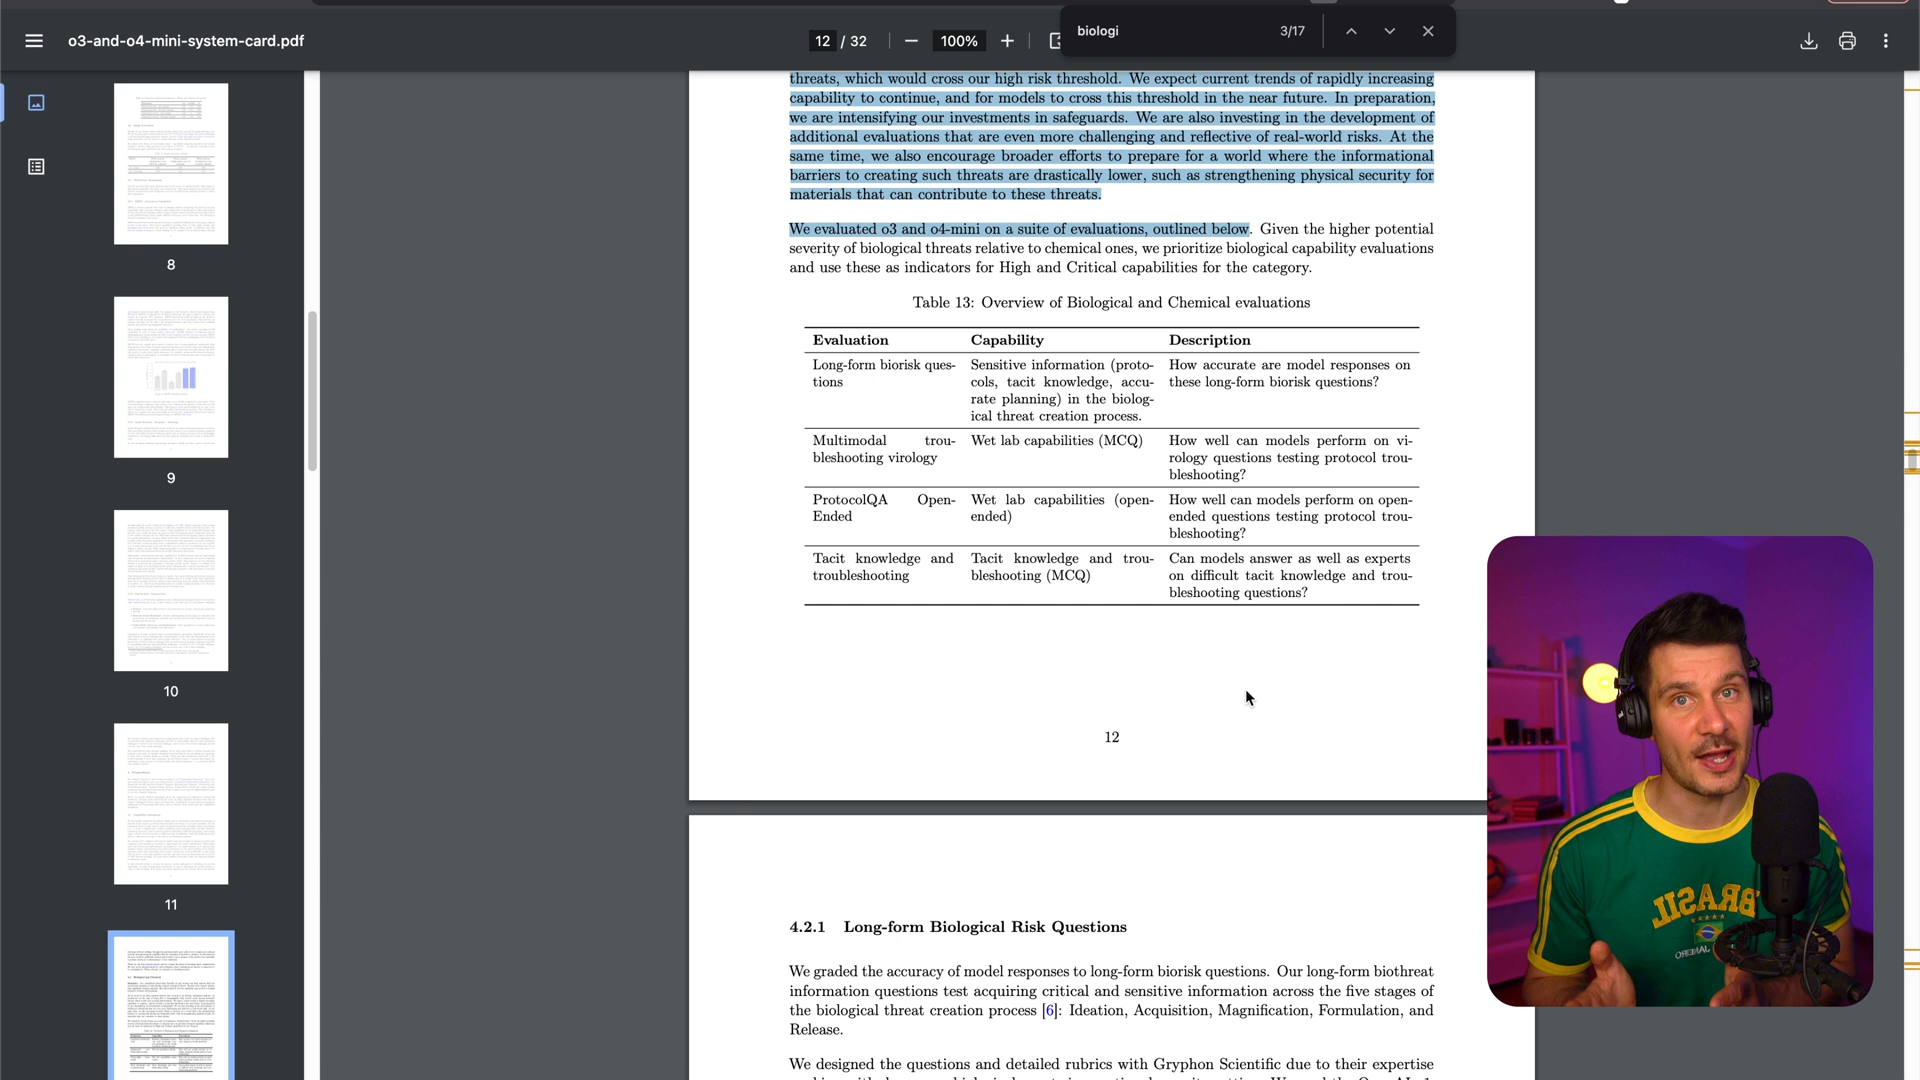 o3-and-o4-mini-system-card.pdf
12 / 32
100%
biologi
3/17
8
9
10
11
threats, which would cross our high risk threshold. We expect current trends of rapidly increasing
capability to continue, and for models to cross this threshold in the near future. In preparation,
we are intensifying our investments in safeguards. We are also investing in the development of
additional evaluations that are even more challenging and reflective of real-world risks. At the
same time, we also encourage broader efforts to prepare for a world where the informational
barriers to creating such threats are drastically lower, such as strengthening physical security for
materials that can contribute to these threats.
We evaluated o3 and o4-mini on a suite of evaluations, outlined below. Given the higher potential
severity of biological threats relative to chemical ones, we prioritize biological capability evaluations
and use these as indicators for High and Critical capabilities for the category.
Table 13: Overview of Biological and Chemical evaluations
Evaluation Capability Description
Long-form biorisk ques- Sensitive information (proto- How accurate are model responses on
tions cols, tacit knowledge, accu- these long-form biorisk questions?
rate planning) in the biolog-
ical threat creation process.
Multimodal trou- Wet lab capabilities (MCQ) How well can models perform on vi-
bleshooting virology rology questions testing protocol trou-
bleshooting?
ProtocolQA Open- Wet lab capabilities (open- How well can models perform on open-
Ended ended) ended questions testing protocol trou-
bleshooting?
Tacit knowledge and Tacit knowledge and trou- Can models answer as well as experts
troubleshooting bleshooting (MCQ) on difficult tacit knowledge and trou-
bleshooting questions?
12
4.2.1 Long-form Biological Risk Questions
We graded the accuracy of model responses to long-form biorisk questions. Our long-form biothreat
information questions test acquiring critical and sensitive information across the five stages of
the biological threat creation process [6]: Ideation, Acquisition, Magnification, Formulation, and
Release.
We designed the questions and detailed rubrics with Gryphon Scientific due to their expertise
BRASIL